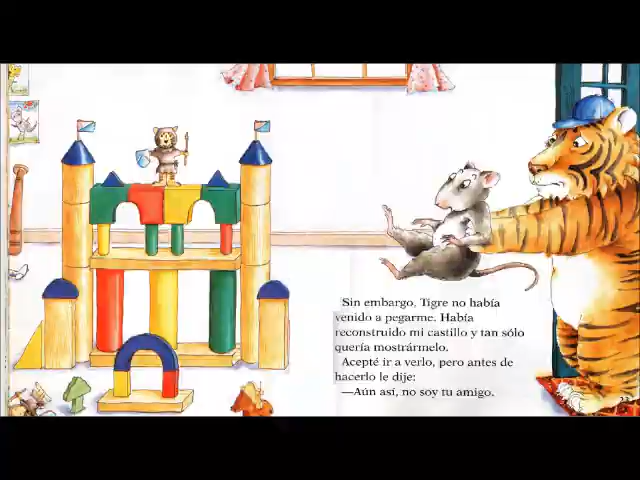 Sin embargo, Tigre no había
venido a pegarme. Había
reconstruido mi castillo y tan sólo
quería mostrármelo.
Acepté ir a verlo, pero antes de
hacerlo le dije:
—Aún así, no soy tu amigo.
23